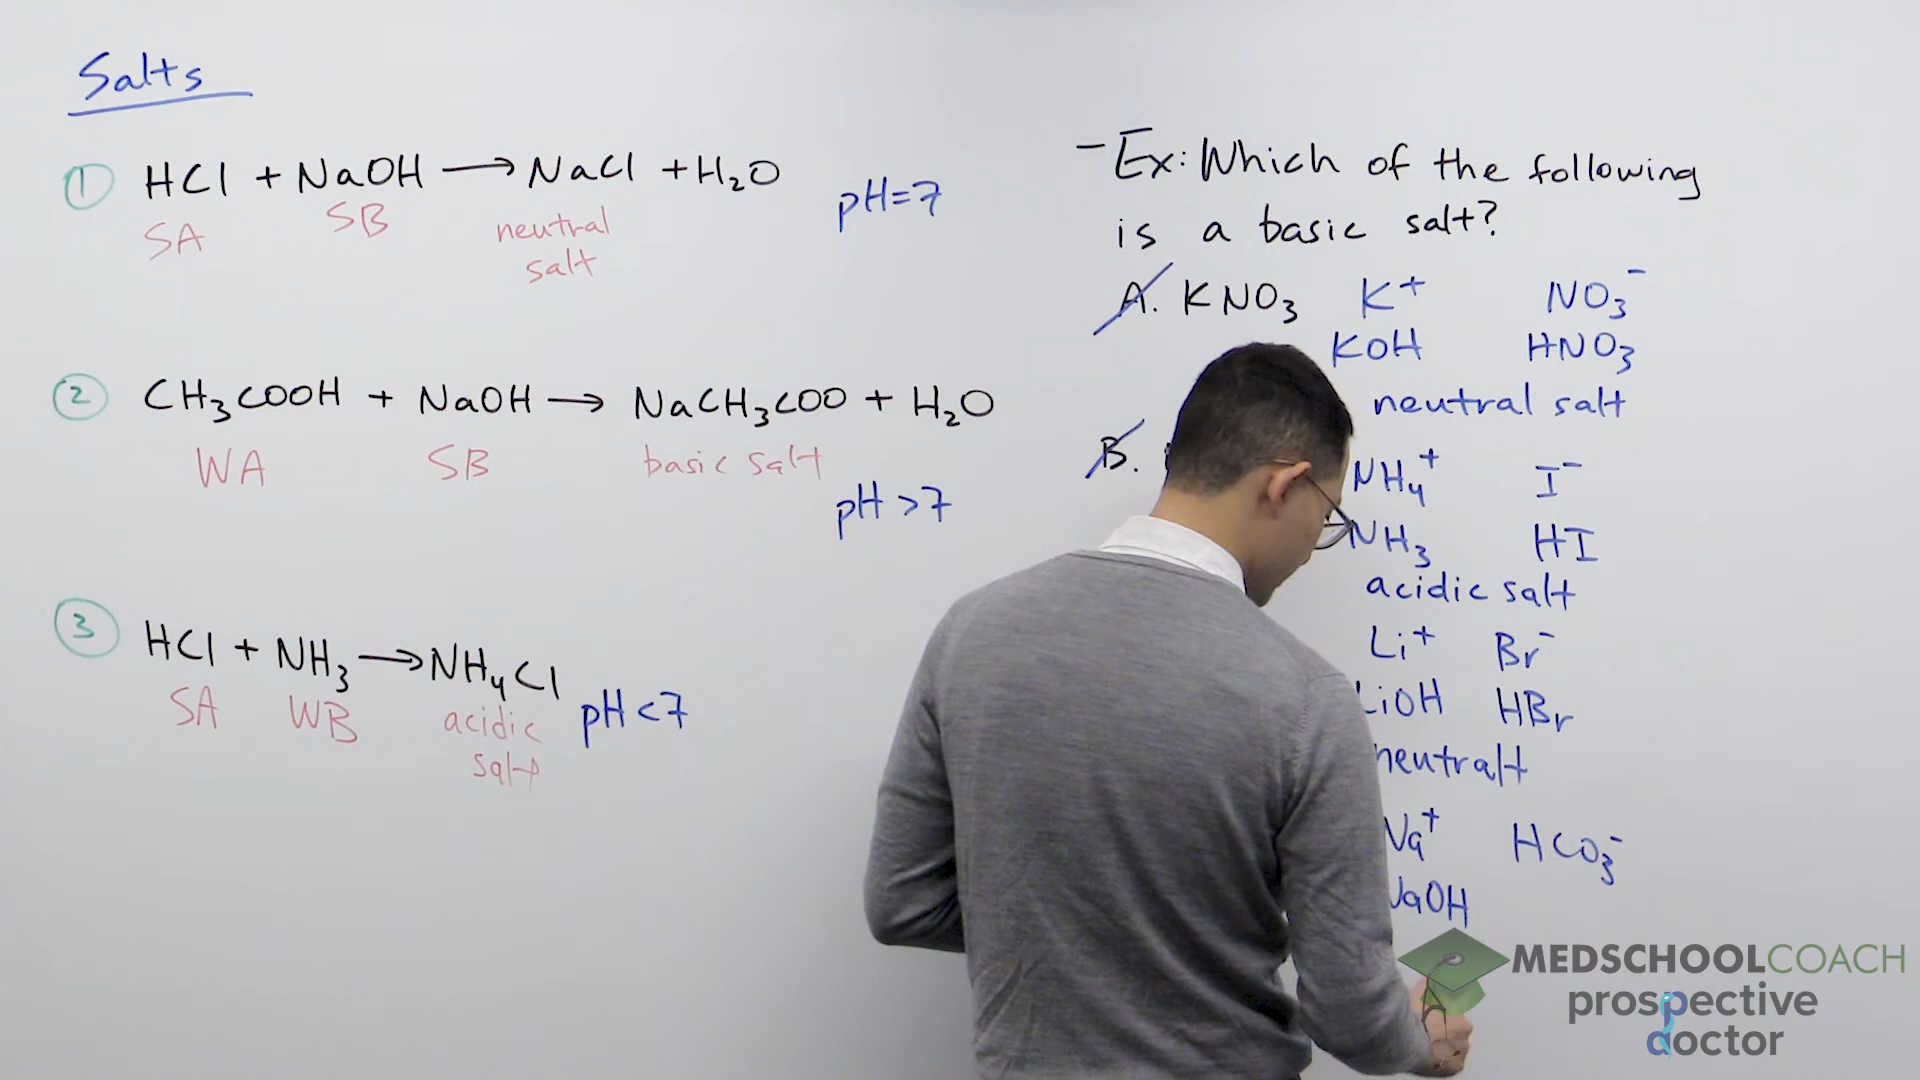 Salts
① HCl + NaOH → NaCl + H₂O pH=7
SA SB neutral salt
② CH₃COOH + NaOH → NaCH₃COO + H₂O
WA SB basic salt
pH >7
③ HCl + NH₃ → NH₄Cl
SA WB acidic salt pH <7
- Ex: Which of the following
is a basic salt?
A. KNO₃ K⁺ NO₃⁻
KOH HNO₃
neutral salt
B. NH₄⁺ I⁻
NH₃ HI
acidic salt
Li⁺ Br⁻
LiOH HBr
neutralt
Na⁺ HCO₃⁻
NaOH
MEDSCHOOLCOACH
prospective
doctor